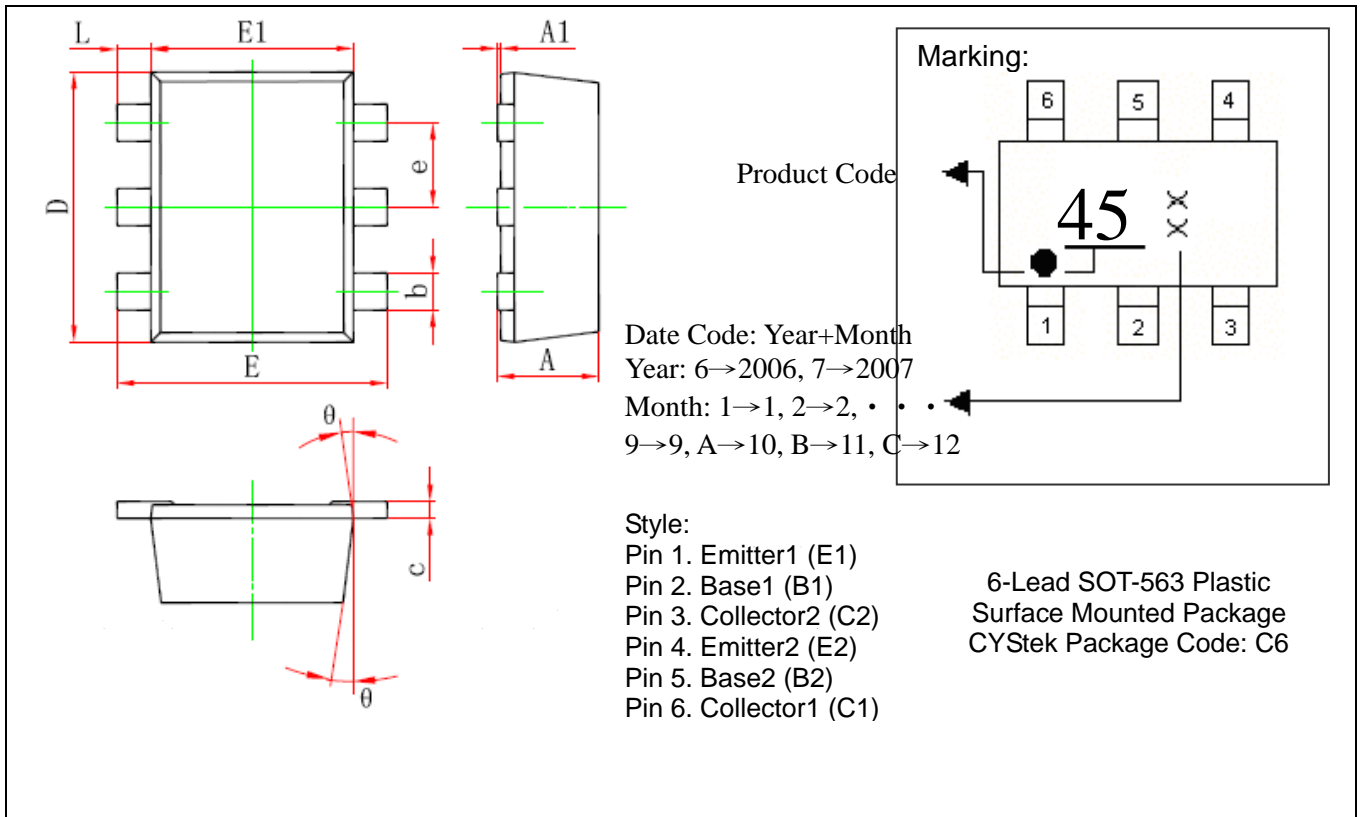 L
E1
A1
D
e
b
E
A
θ
c
θ
Marking:
6 5 4
Product Code
45 XX
1 2 3
Date Code: Year+Month
Year: 6→2006, 7→2007
Month: 1→1, 2→2, • • •
9→9, A→10, B→11, C→12
Style:
Pin 1. Emitter1 (E1)
Pin 2. Base1 (B1)
Pin 3. Collector2 (C2)
Pin 4. Emitter2 (E2)
Pin 5. Base2 (B2)
Pin 6. Collector1 (C1)
6-Lead SOT-563 Plastic
Surface Mounted Package
CYStek Package Code: C6